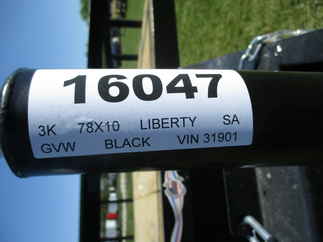 16047
3K 78X10 LIBERTY SA
GVW BLACK VIN 31901